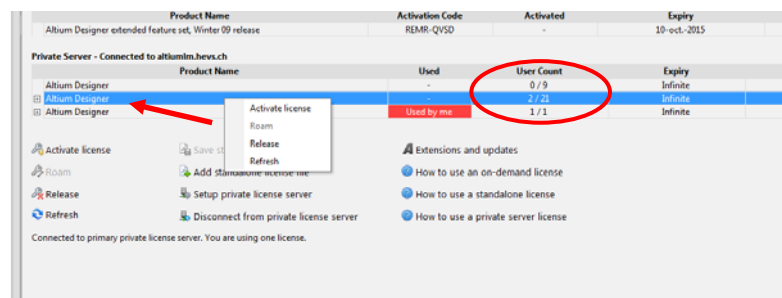 Product Name Activation Code Activated Expiry
Altium Designer extended feature set, Winter 09 release REMR-QVSD - 10-oct.-2015
Private Server - Connected to altiumlm.hevs.ch
Product Name Used User Count Expiry
Altium Designer - 0 / 9 Infinite
Altium Designer - 2 / 21 Infinite
Altium Designer Used by me 1 / 1 Infinite
Activate license
Roam
Release
Refresh
Activate license Save st Extensions and updates
Roam Add standalone license file How to use an on-demand license
Release Setup private license server How to use a standalone license
Refresh Disconnect from private license server How to use a private server license
Connected to primary private license server. You are using one license.